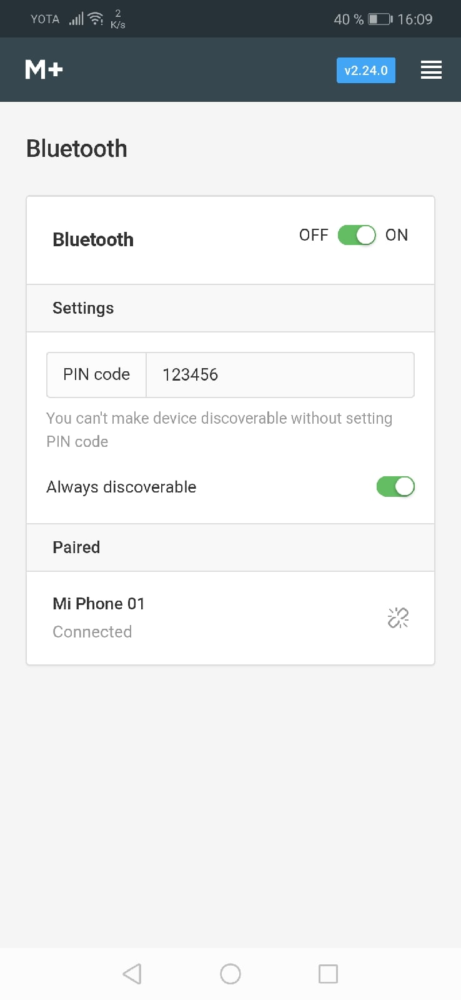 YOTA 2 K/s 40 % 16:09
M+ v2.24.0
Bluetooth
Bluetooth OFF ON
Settings
PIN code 123456
You can't make device discoverable without setting
PIN code
Always discoverable
Paired
Mi Phone 01
Connected